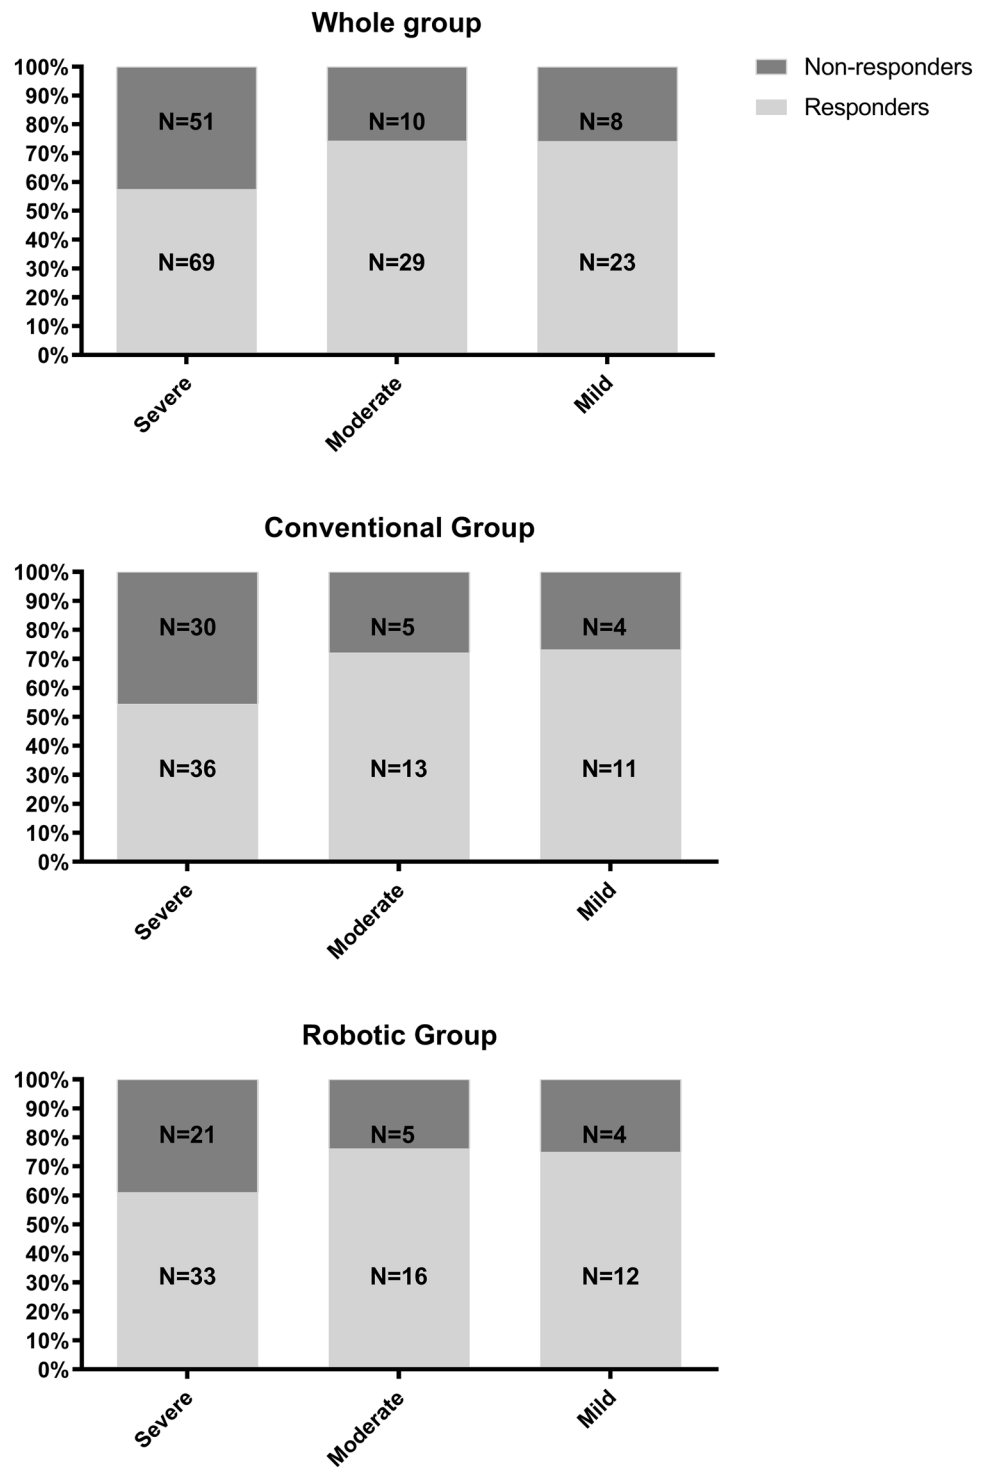 Whole group
Non-responders
Responders
100%
90%
80%
70%
60%
50%
40%
30%
20%
10%
0%
N=51
N=10
N=8
N=69
N=29
N=23
Severe
Moderate
Mild
Conventional Group
100%
90%
80%
70%
60%
50%
40%
30%
20%
10%
0%
N=30
N=5
N=4
N=36
N=13
N=11
Severe
Moderate
Mild
Robotic Group
100%
90%
80%
70%
60%
50%
40%
30%
20%
10%
0%
N=21
N=5
N=4
N=33
N=16
N=12
Severe
Moderate
Mild